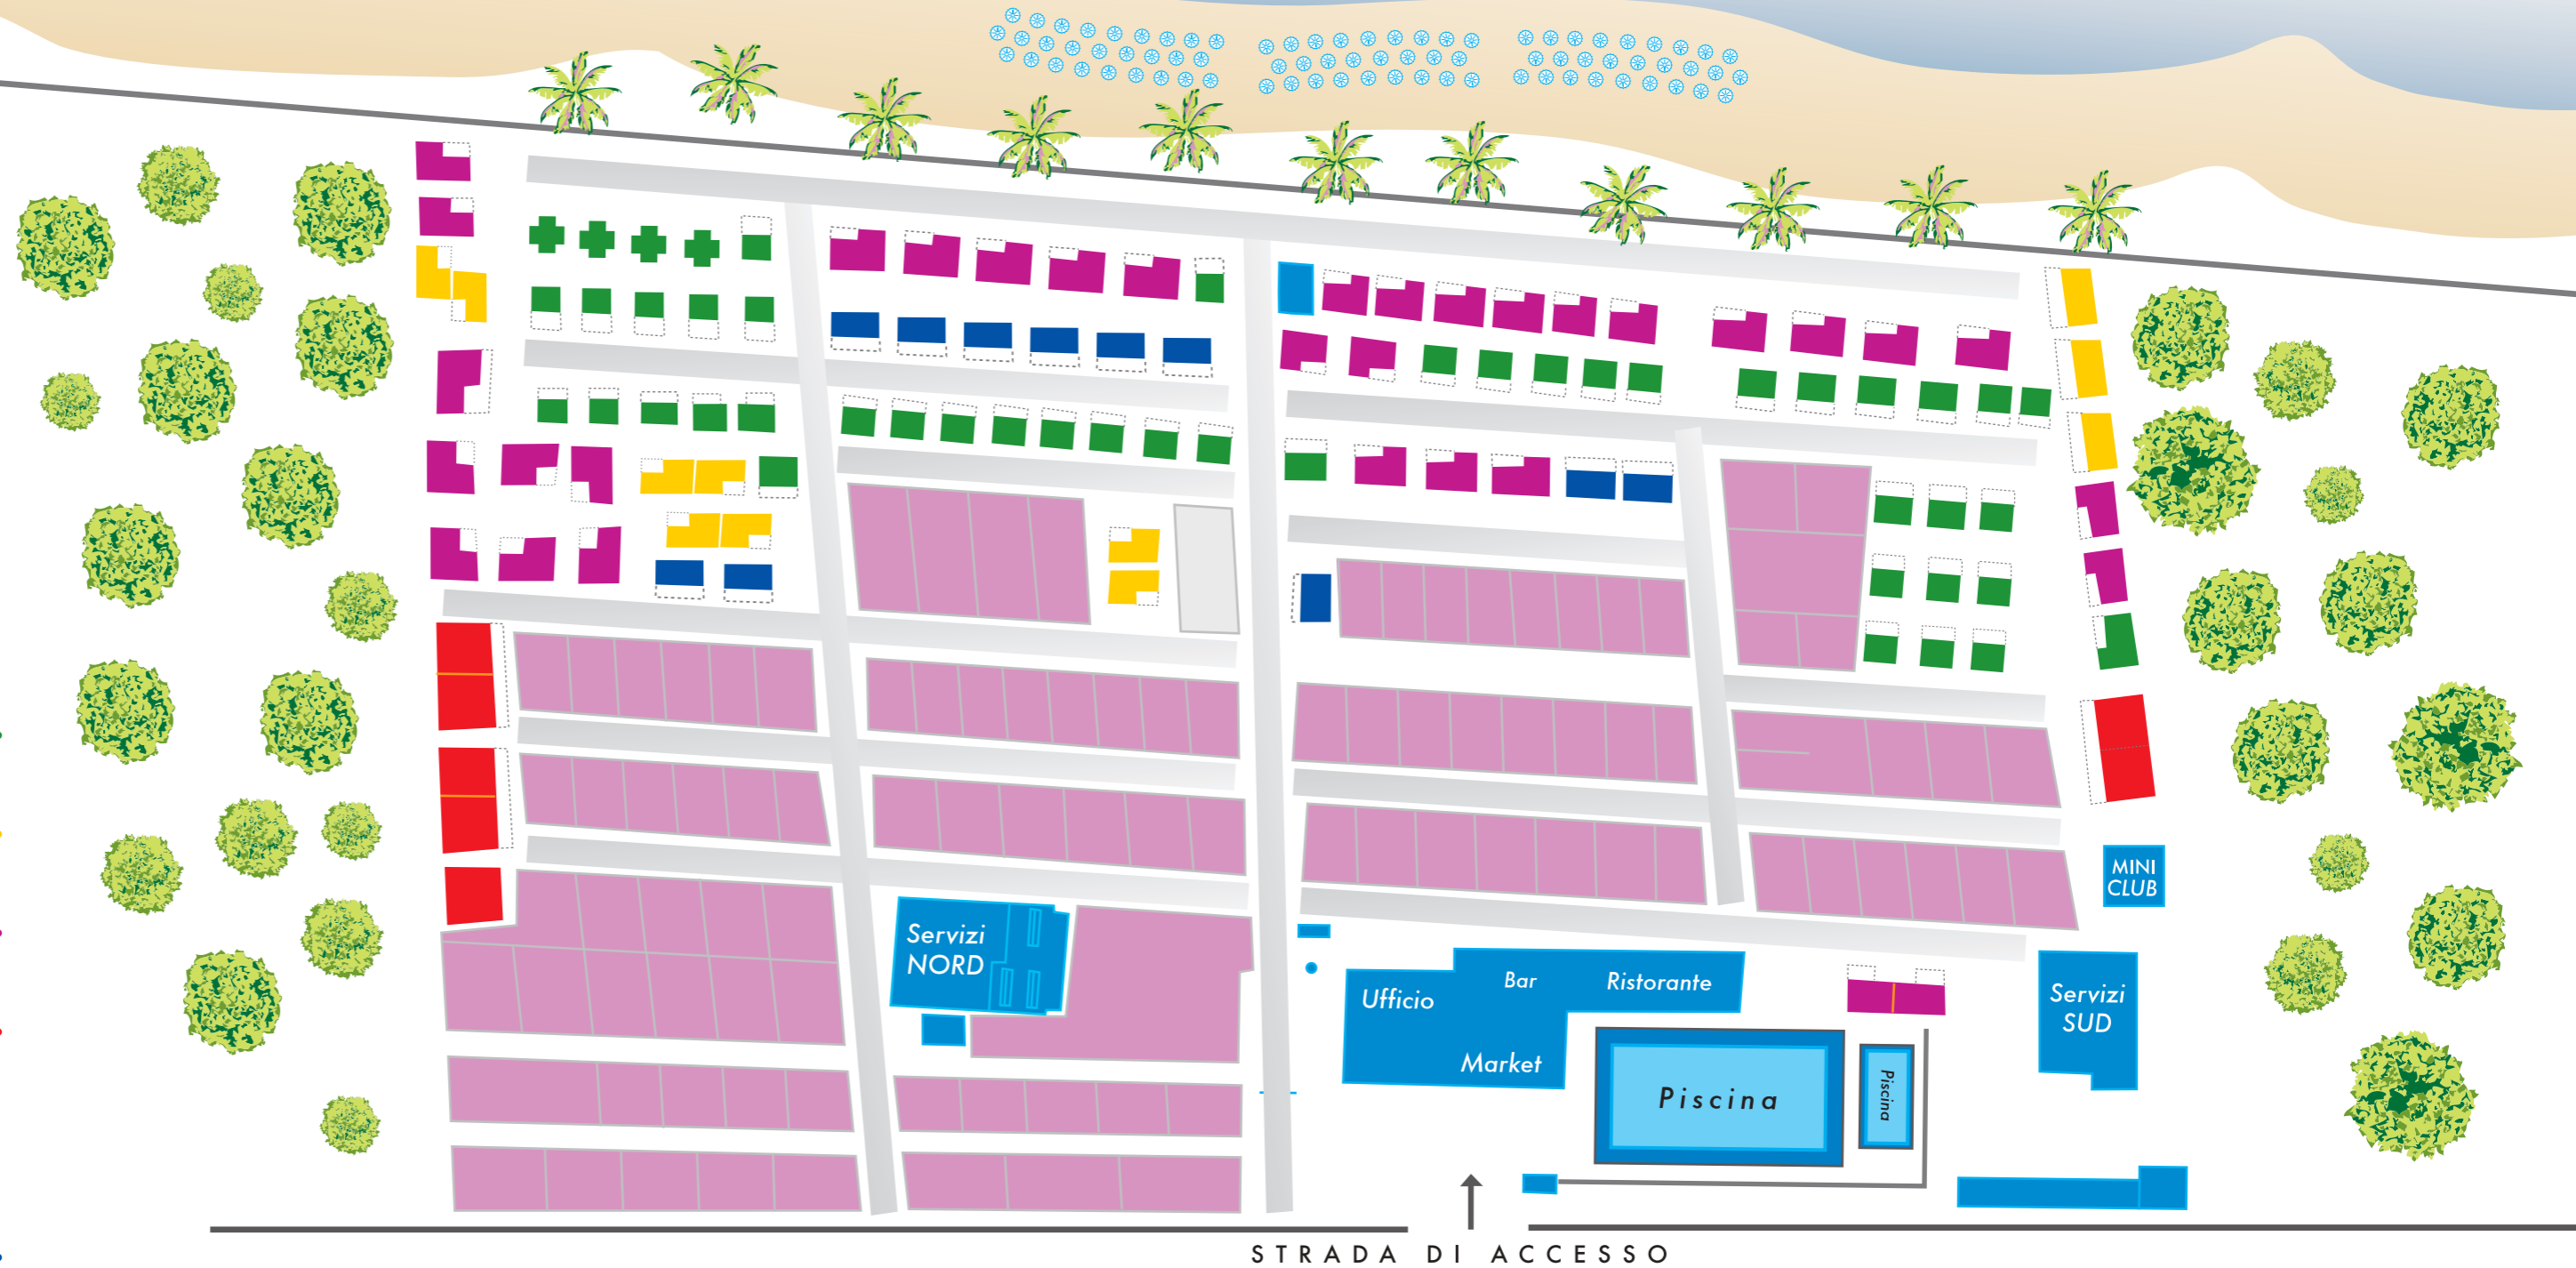 MINI
CLUB
Servizi
NORD
Bar
Ristorante
Ufficio
Servizi
SUD
Market
Piscina
Piscina
STRADA DI ACCESSO